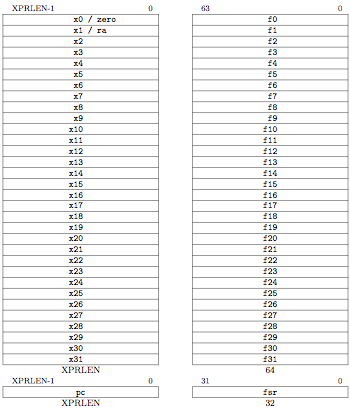 XPRLEN-1 0 63 0
x0 / zero f0
x1 / ra f1
x2 f2
x3 f3
x4 f4
x5 f5
x6 f6
x7 f7
x8 f8
x9 f9
x10 f10
x11 f11
x12 f12
x13 f13
x14 f14
x15 f15
x16 f16
x17 f17
x18 f18
x19 f19
x20 f20
x21 f21
x22 f22
x23 f23
x24 f24
x25 f25
x26 f26
x27 f27
x28 f28
x29 f29
x30 f30
x31 f31
XPRLEN 64
XPRLEN-1 0 31 0
pc fsr
XPRLEN 32